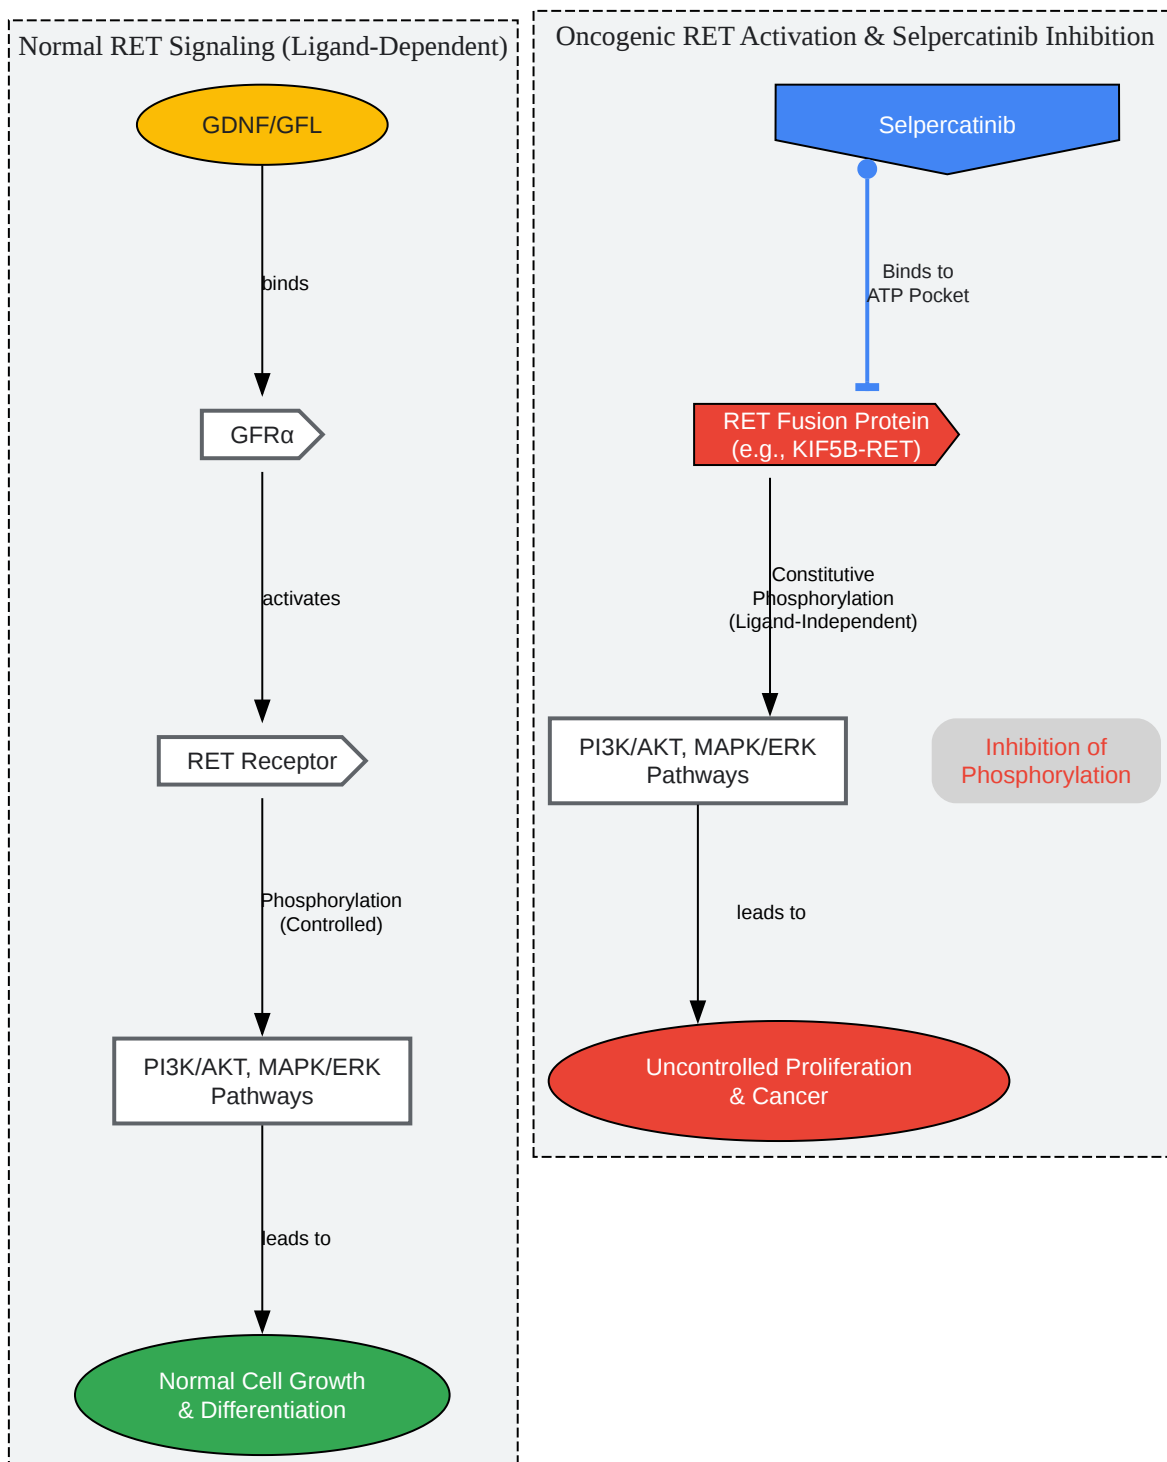 Normal RET Signaling (Ligand-Dependent)
GDNF/GFL
binds
GFRα
activates
RET Receptor
Phosphorylation
(Controlled)
PI3K/AKT, MAPK/ERK
Pathways
leads to
Normal Cell Growth
& Differentiation
Oncogenic RET Activation & Selpercatinib Inhibition
Selpercatinib
Binds to
ATP Pocket
RET Fusion Protein
(e.g., KIF5B-RET)
Constitutive
Phosphorylation
(Ligand-Independent)
PI3K/AKT, MAPK/ERK
Pathways
Inhibition of
Phosphorylation
leads to
Uncontrolled Proliferation
& Cancer